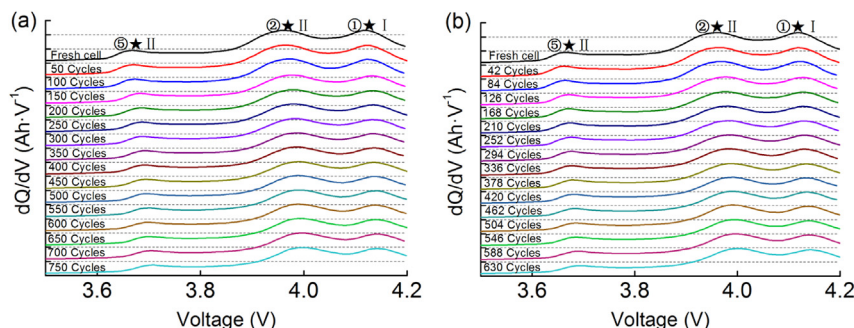 (a)
⑤★ II
②★ II
①★ I
Fresh cell
50 Cycles
100 Cycles
150 Cycles
200 Cycles
250 Cycles
300 Cycles
350 Cycles
400 Cycles
450 Cycles
500 Cycles
550 Cycles
600 Cycles
650 Cycles
700 Cycles
750 Cycles
dQ/dV (Ah·V⁻¹)
3.6
3.8
4.0
4.2
Voltage (V)
(b)
⑤★ II
②★ II
①★ I
Fresh cell
42 Cycles
84 Cycles
126 Cycles
168 Cycles
210 Cycles
252 Cycles
294 Cycles
336 Cycles
378 Cycles
420 Cycles
462 Cycles
504 Cycles
546 Cycles
588 Cycles
630 Cycles
dQ/dV (Ah·V⁻¹)
3.6
3.8
4.0
4.2
Voltage (V)